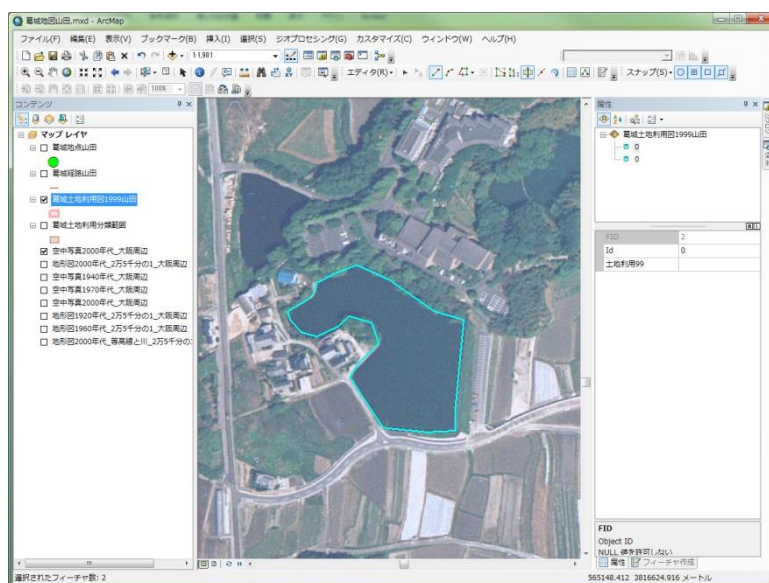 葛城地図山田.mxd - ArcMap
ファイル(F) 編集(E) 表示(V) ブックマーク(B) 挿入(I) 選択(S) ジオプロセシング(G) カスタマイズ(C) ウィンドウ(W) ヘルプ(H)
1:1,981
エディタ(R)
スナップ(S)
100%
コンテンツ
マップ レイヤ
葛城地点山田
葛城経路山田
葛城土地利用図1999山田
葛城土地利用分類範囲
空中写真2000年代_大阪周辺
地形図2000年代_2万5千分の1_大阪周辺
空中写真1940年代_大阪周辺
空中写真1970年代_大阪周辺
空中写真2000年代_大阪周辺
地形図1920年代_2万5千分の1_大阪周辺
地形図1960年代_2万5千分の1_大阪周辺
地形図2000年代_等高線と川_2万5千分の
属性
葛城土地利用図1999山田
0
0
FID 2
Id 0
土地利用99
FID
Object ID
NULL 値を許可しない
属性 フィーチャ作成
選択されたフィーチャ数: 2
565148.412 3816624.916 メートル